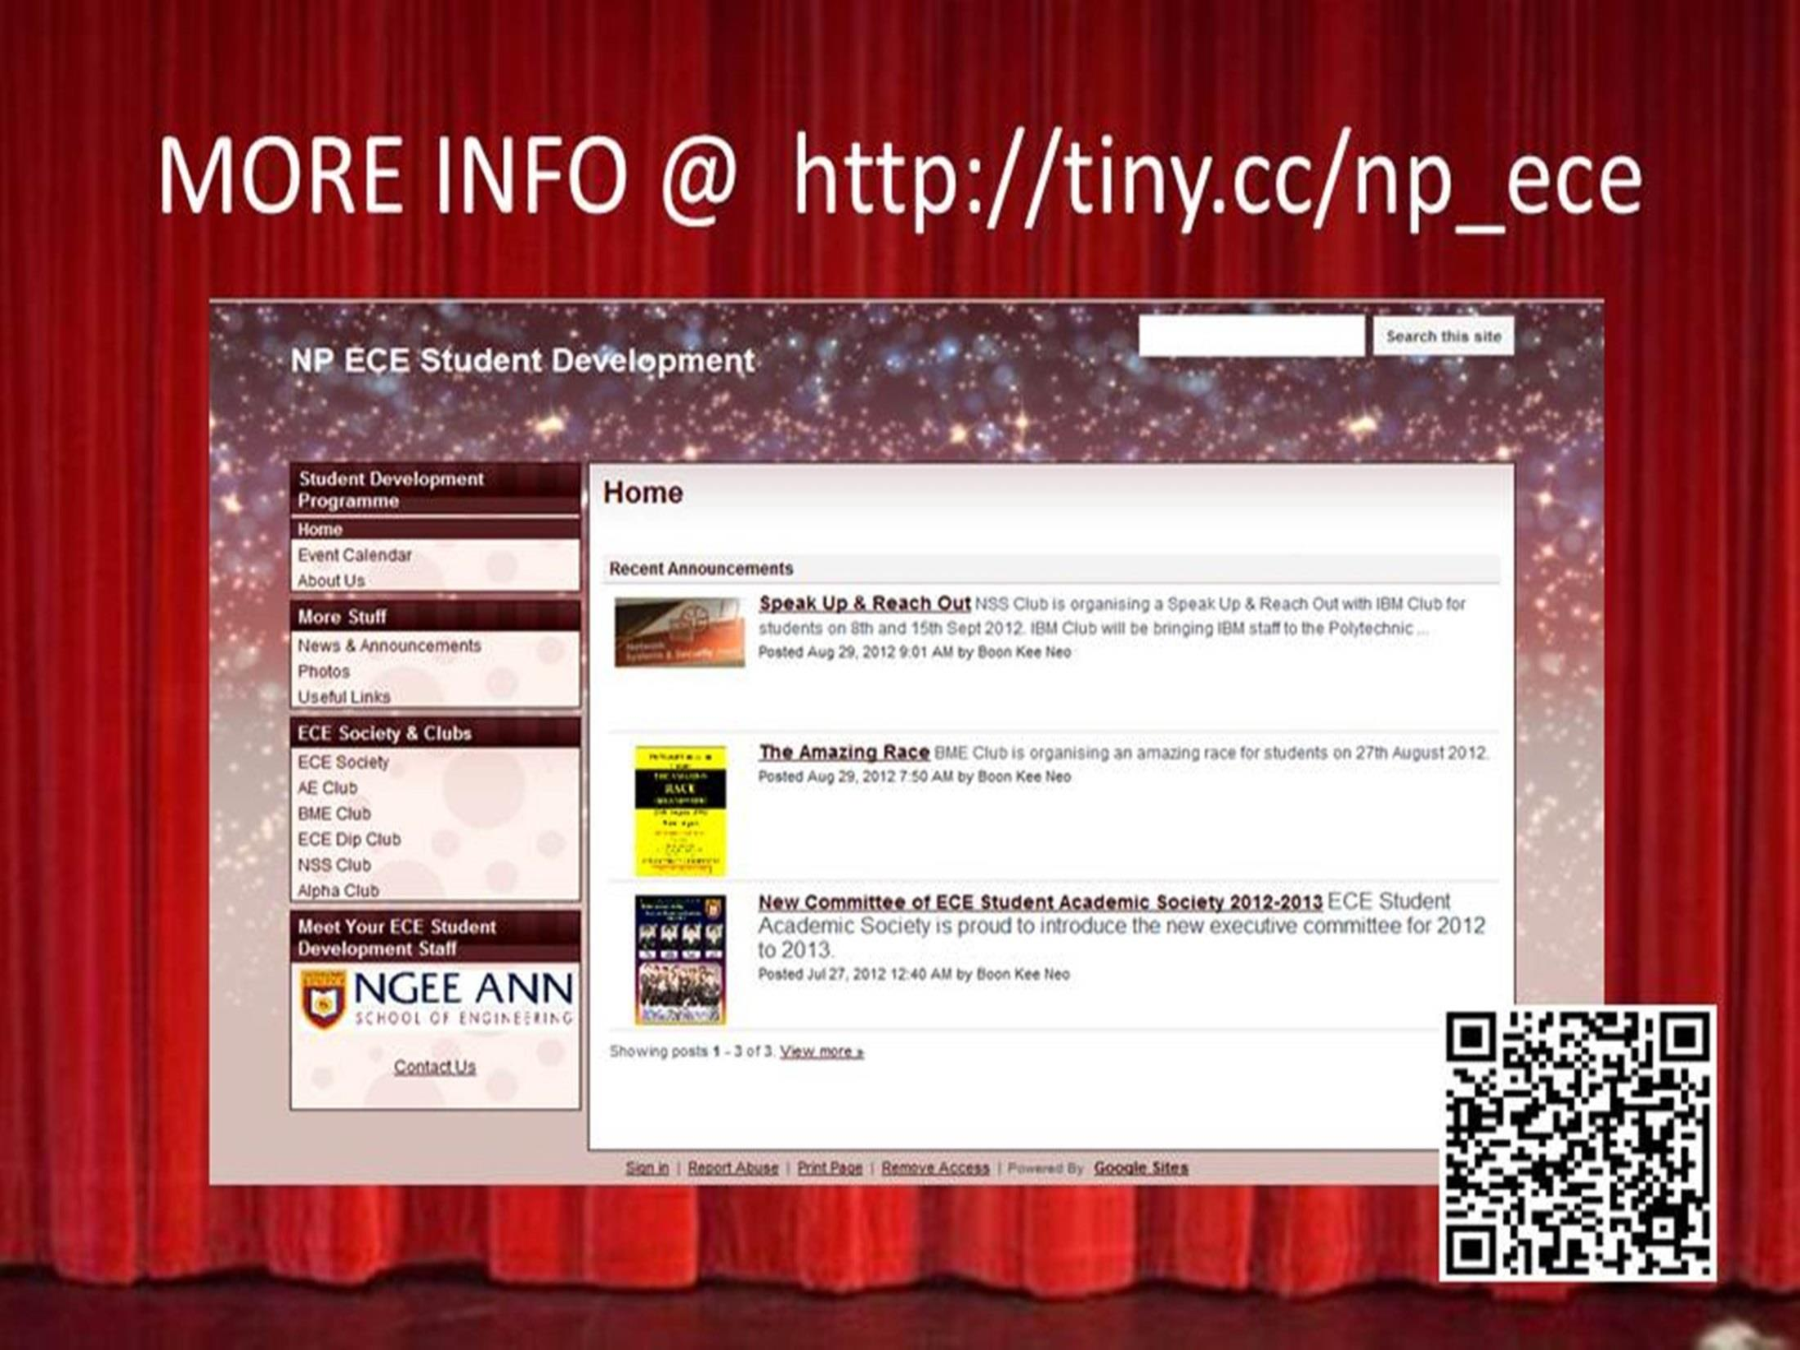 MORE INFO @ http://tiny.cc/np_ece
NP ECE Student Development
Search this site
Student Development
Programme
Home
Event Calendar
About Us
More Stuff
News & Announcements
Photos
Useful Links
ECE Society & Clubs
ECE Society
AE Club
BME Club
ECE Dip Club
NSS Club
Alpha Club
Meet Your ECE Student
Development Staff
NGEE ANN
SCHOOL OF ENGINEERING
Contact Us
Home
Recent Announcements
Network
Systems & Security
Speak Up & Reach Out NSS Club is organising a Speak Up & Reach Out with IBM Club for
students on 8th and 15th Sept 2012. IBM Club will be bringing IBM staff to the Polytechnic ...
Posted Aug 29, 2012 9:01 AM by Boon Kee Neo
THE AMAZING
RACE
The Amazing Race BME Club is organising an amazing race for students on 27th August 2012.
Posted Aug 29, 2012 7:50 AM by Boon Kee Neo
New Committee of ECE Student Academic Society 2012-2013 ECE Student
Academic Society is proud to introduce the new executive committee for 2012
to 2013.
Posted Jul 27, 2012 12:40 AM by Boon Kee Neo
Showing posts 1 - 3 of 3. View more »
Sign in | Report Abuse | Print Page | Remove Access | Powered By Google Sites